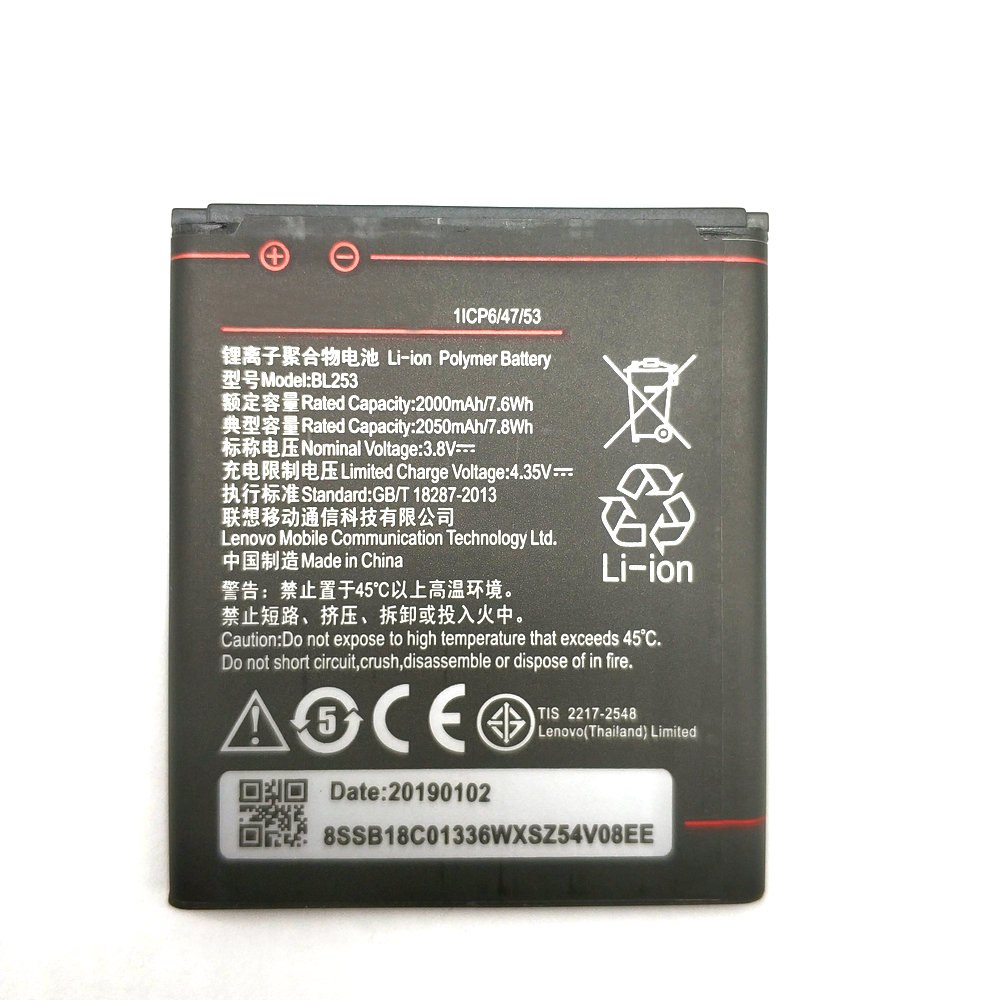 1ICP6/47/53
锂离子聚合物电池 Li-ion Polymer Battery
型号Model:BL253
额定容量Rated Capacity:2000mAh/7.6Wh
典型容量Rated Capacity:2050mAh/7.8Wh
标称电压Nominal Voltage:3.8V⎓
充电限制电压Limited Charge Voltage:4.35V⎓
执行标准Standard:GB/T 18287-2013
联想移动通信科技有限公司
Lenovo Mobile Communication Technology Ltd.
中国制造Made in China
Li-ion
警告：禁止置于45°C以上高温环境。
禁止短路、挤压、拆卸或投入火中。
Caution:Do not expose to high temperature that exceeds 45°C.
Do not short circuit,crush,disassemble or dispose of in fire.
5 CE TIS 2217-2548
Lenovo(Thailand) Limited
Date:20190102
8SSB18C01336WXSZ54V08EE